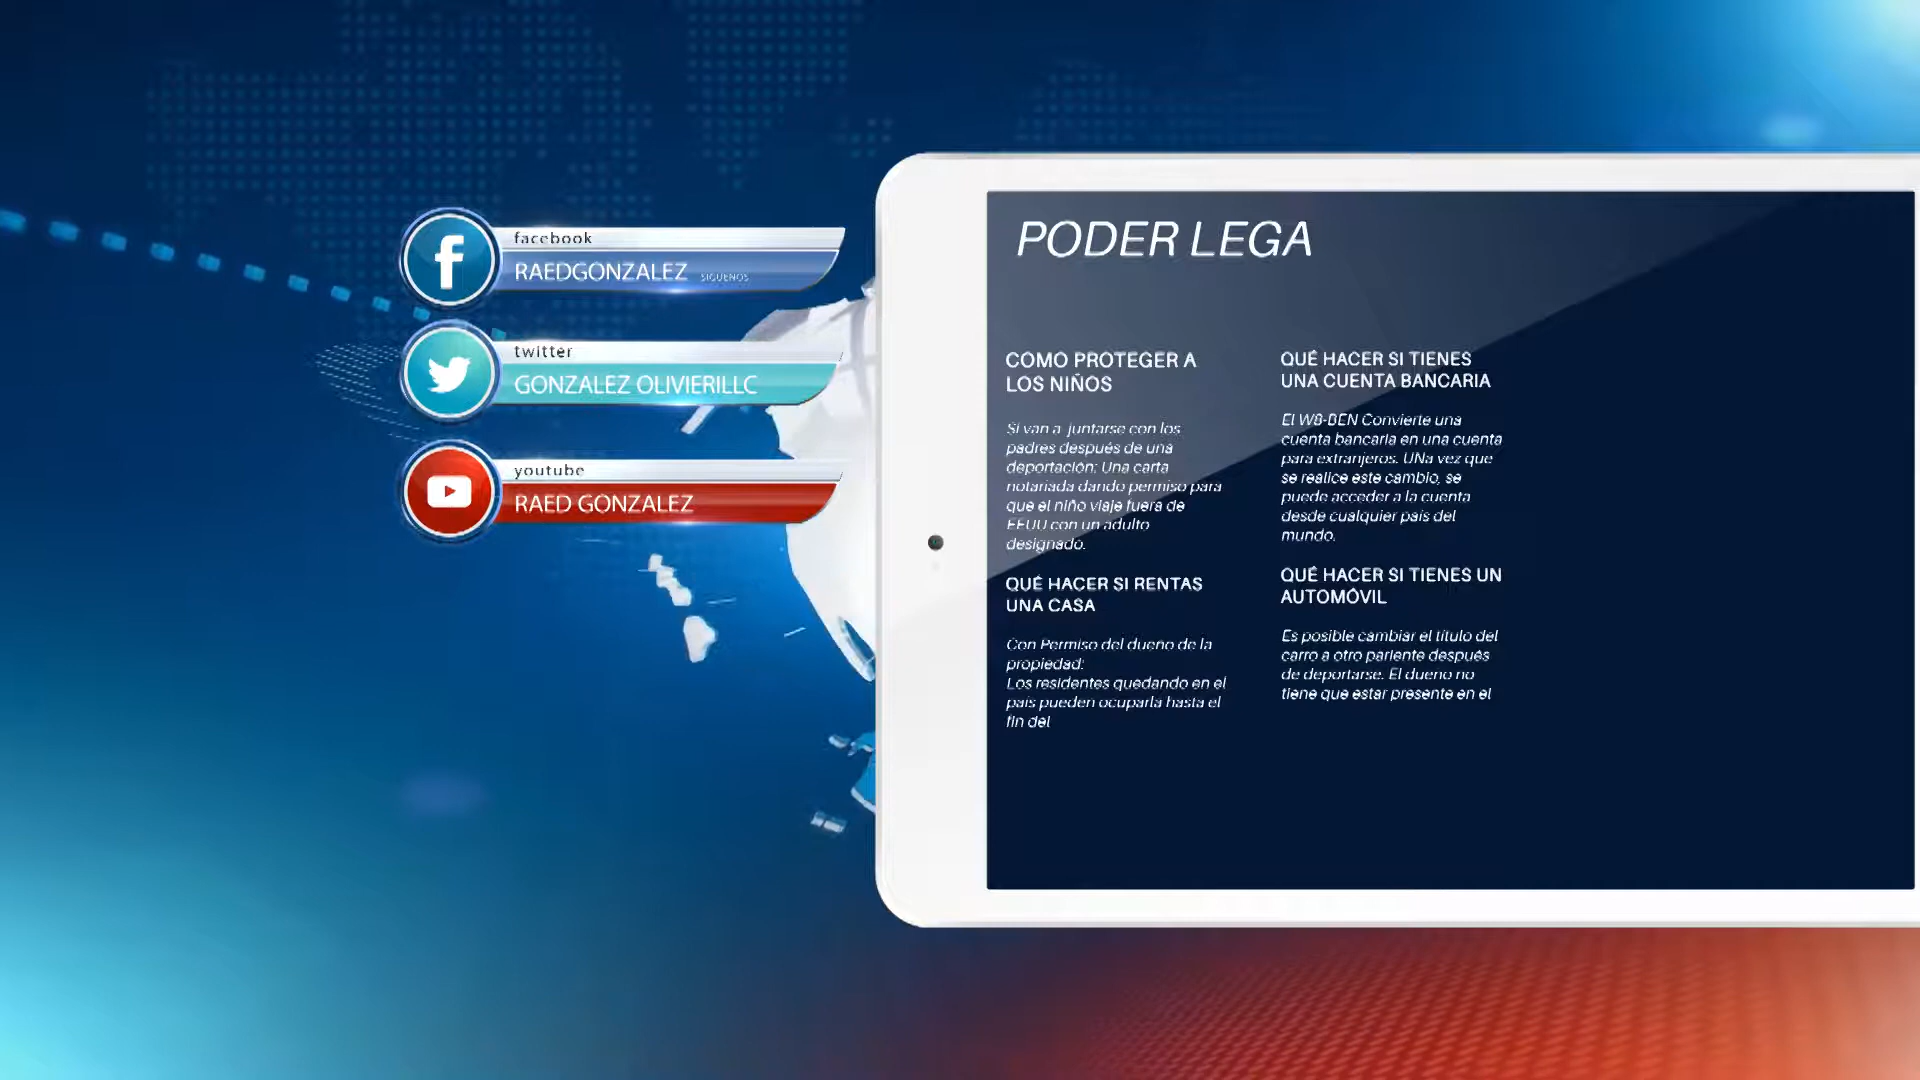 facebook
RAEDGONZALEZ SIGUENOS
twitter
GONZALEZ OLIVIERILLC
youtube
RAED GONZALEZ
PODER LEGA
COMO PROTEGER A
LOS NIÑOS
Si van a juntarse con los
padres después de una
deportación: Una carta
notariada dando permiso para
que el niño viaje fuera de
EEUU con un adulto
designado.
QUÉ HACER SI RENTAS
UNA CASA
Con Permiso del dueno de la
propiedad:
Los residentes quedando en el
país pueden ocuparla hasta el
fin del
QUÉ HACER SI TIENES
UNA CUENTA BANCARIA
El W8-BEN Convierte una
cuenta bancaria en una cuenta
para extranjeros. UNa vez que
se realice este cambio, se
puede acceder a la cuenta
desde cualquier país del
mundo.
QUÉ HACER SI TIENES UN
AUTOMÓVIL
Es posible cambiar el título del
carro a otro pariente después
de deportarse. El dueno no
tiene que estar presente en el